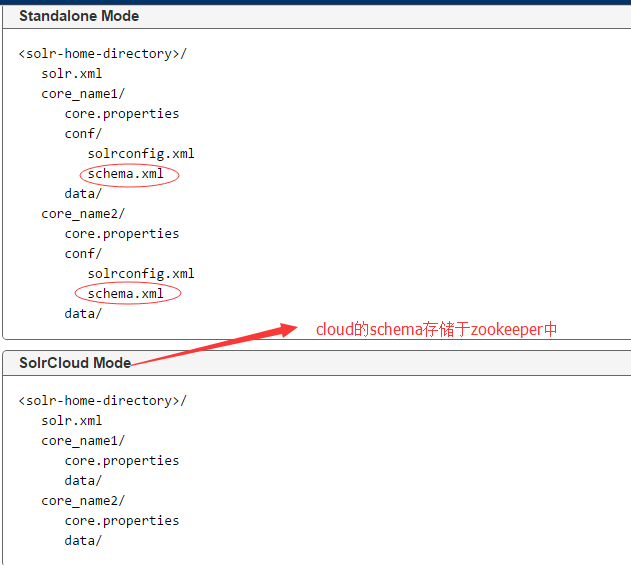 Standalone Mode
<solr-home-directory>/
solr.xml
core_name1/
core.properties
conf/
solrconfig.xml
schema.xml
data/
core_name2/
core.properties
conf/
solrconfig.xml
schema.xml
data/
cloud的schema存储于zookeeper中
SolrCloud Mode
<solr-home-directory>/
solr.xml
core_name1/
core.properties
data/
core_name2/
core.properties
data/